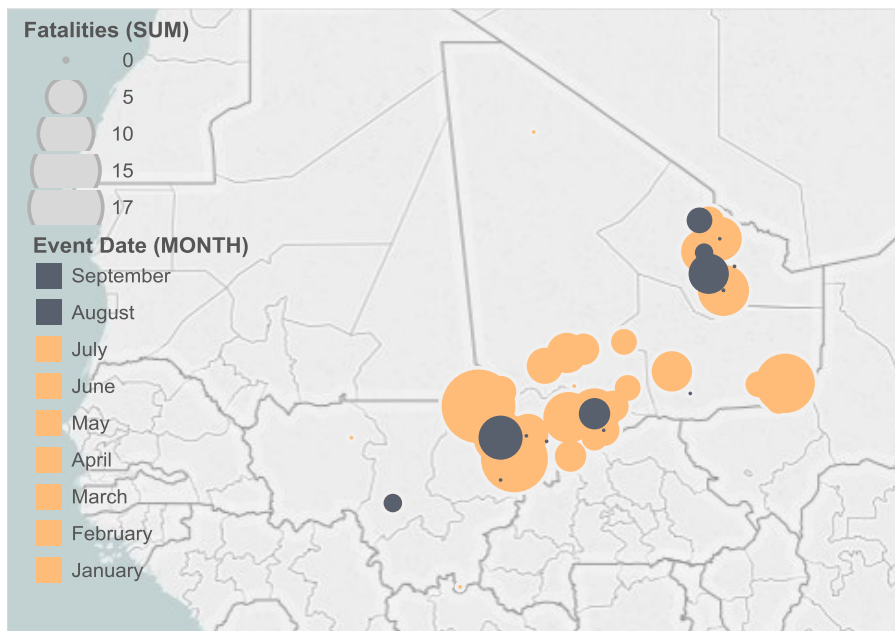 Fatalities (SUM)
0
5
10
15
17
Event Date (MONTH)
September
August
July
June
May
April
March
February
January